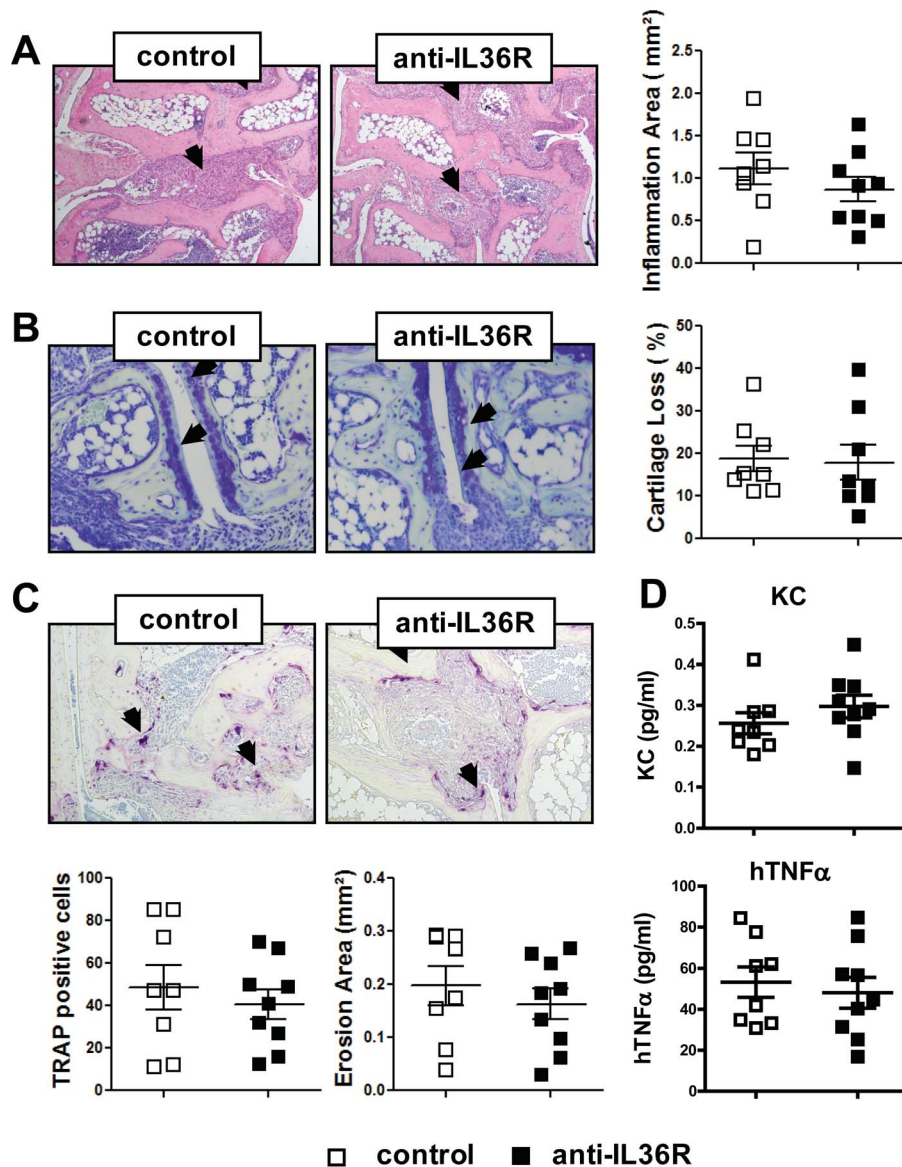 A
control
anti-IL36R
Inflammation Area ( mm²)
2.5
2.0
1.5
1.0
0.5
0.0
B
control
anti-IL36R
Cartilage Loss ( %)
50
40
30
20
10
0
C
control
anti-IL36R
D
KC
KC (pg/ml)
0.5
0.4
0.3
0.2
0.1
0.0
TRAP positive cells
100
80
60
40
20
0
Erosion Area (mm²)
0.4
0.3
0.2
0.1
0.0
hTNFα
hTNFα (pg/ml)
100
80
60
40
20
0
control
anti-IL36R